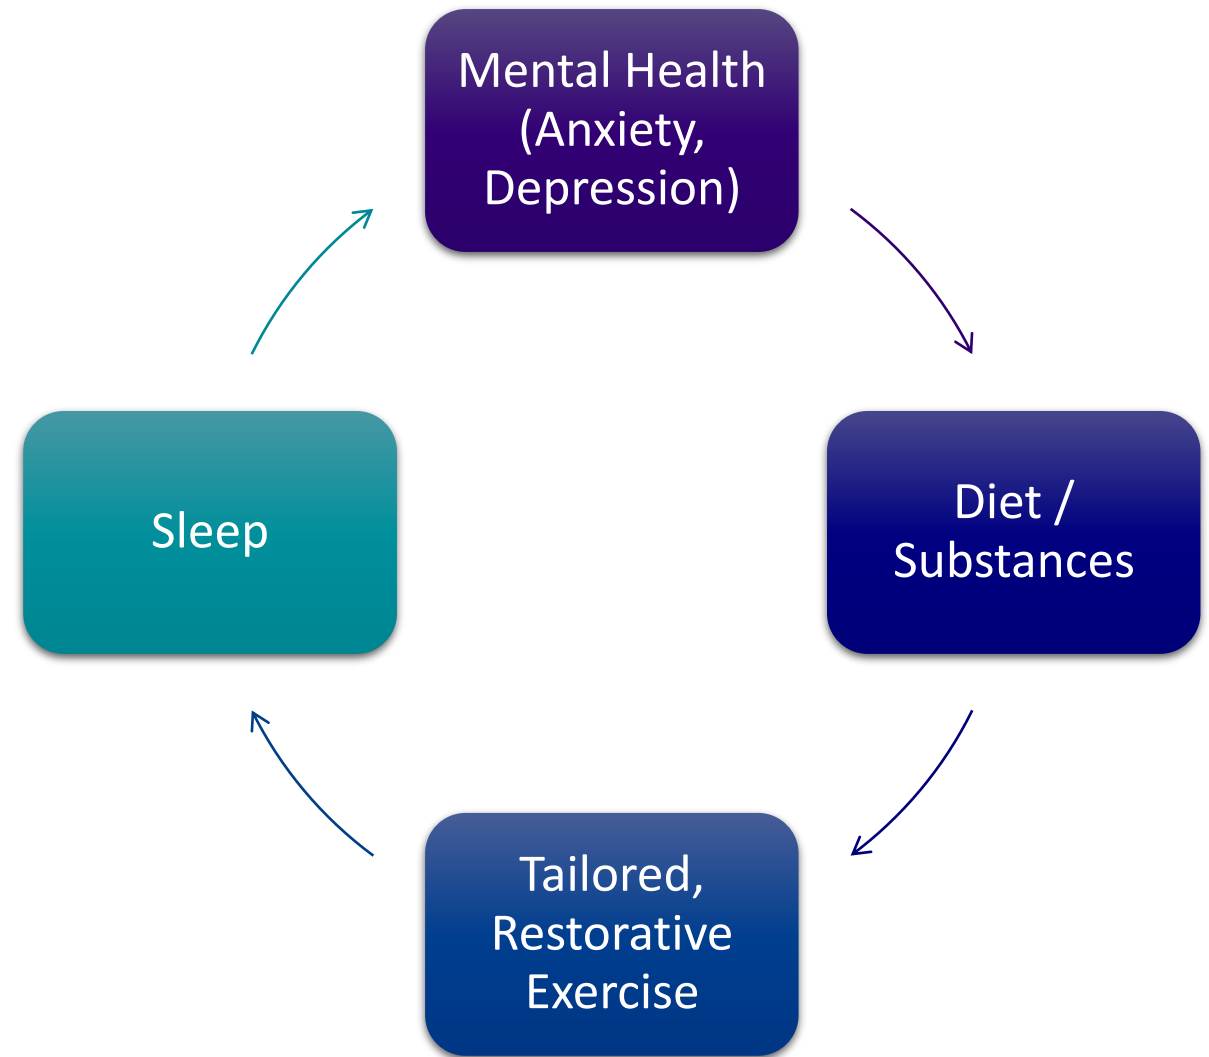 Mental Health
(Anxiety,
Depression)
Diet /
Substances
Tailored,
Restorative
Exercise
Sleep